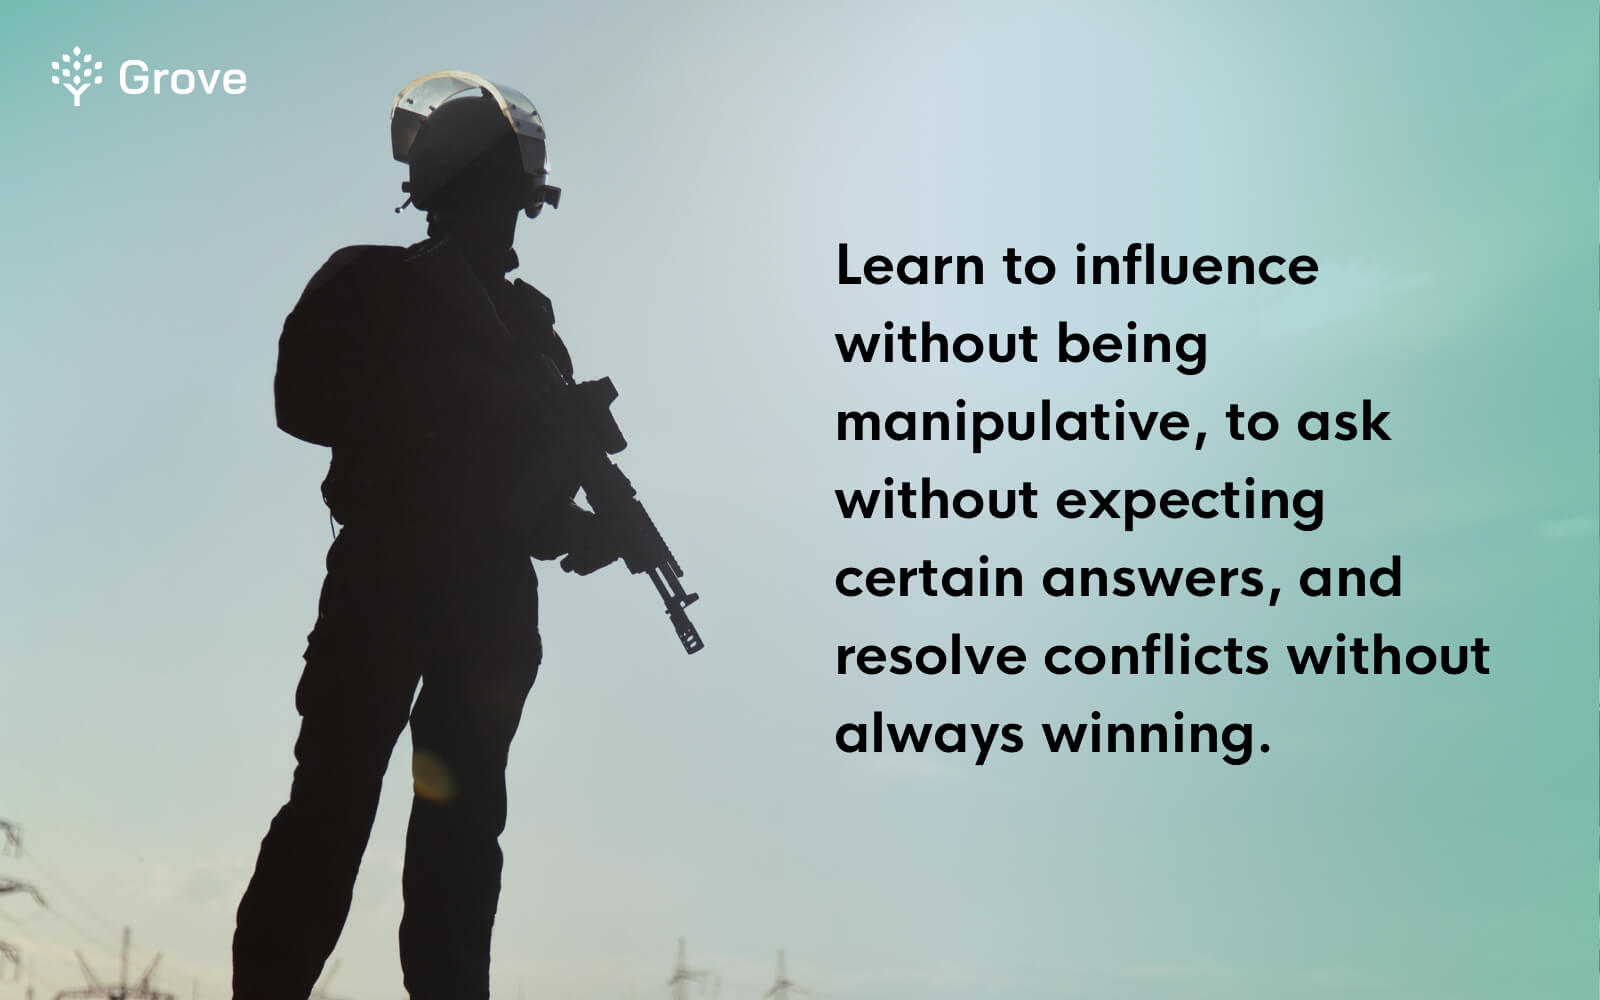 Grove
Learn to influence
without being
manipulative, to ask
without expecting
certain answers, and
resolve conflicts without
always winning.